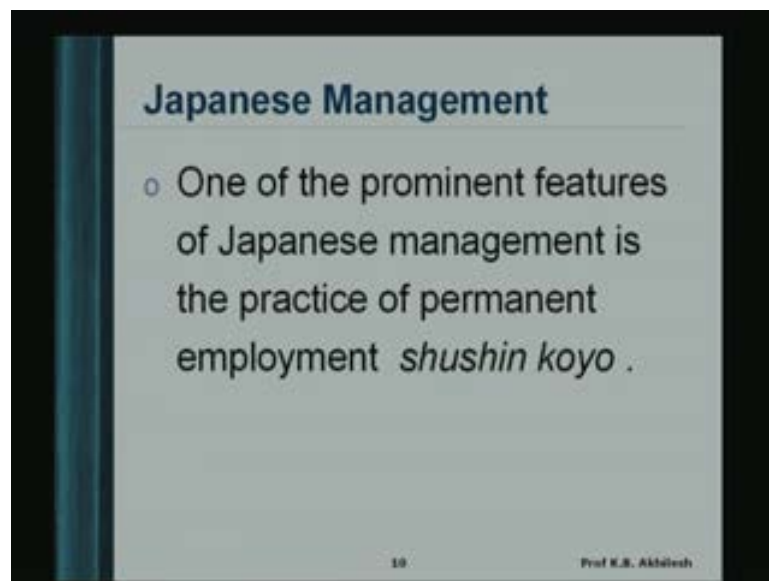 Japanese Management
o One of the prominent features
of Japanese management is
the practice of permanent
employment shushin koyo .
10
Prof K.B. Akhilesh